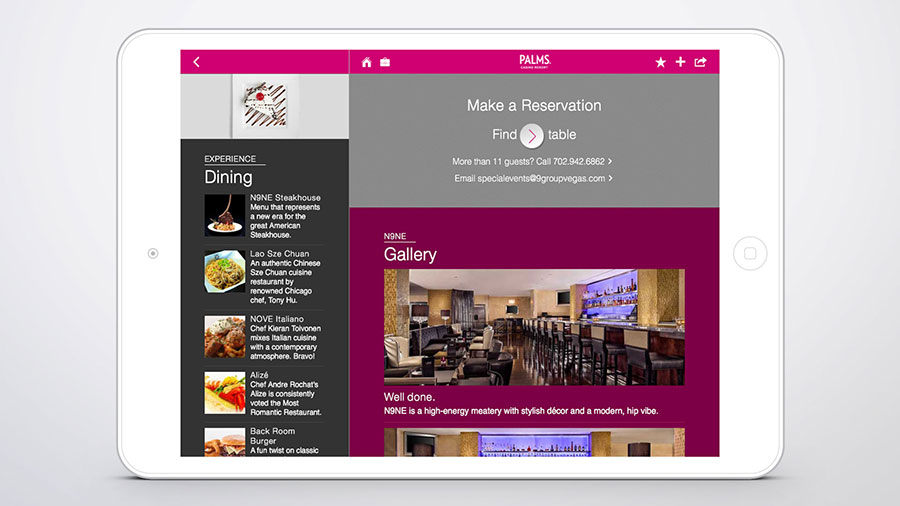 PALMS.
CASINO RESORT
EXPERIENCE
Dining
N9NE Steakhouse
Menu that represents
a new era for the
great American
Steakhouse.
Lao Sze Chuan
An authentic Chinese
Sze Chuan cuisine
restaurant by
renowned Chicago
chef, Tony Hu.
NOVE Italiano
Chef Kieran Toivonen
mixes Italian cuisine
with a contemporary
atmosphere. Bravo!
Alizé
Chef Andre Rochat's
Alize is consistently
voted the Most
Romantic Restaurant.
Back Room
Burger
A fun twist on classic
Make a Reservation
Find > table
More than 11 guests? Call 702.942.6862 >
Email specialevents@9groupvegas.com >
N9NE
Gallery
Well done.
N9NE is a high-energy meatery with stylish décor and a modern, hip vibe.